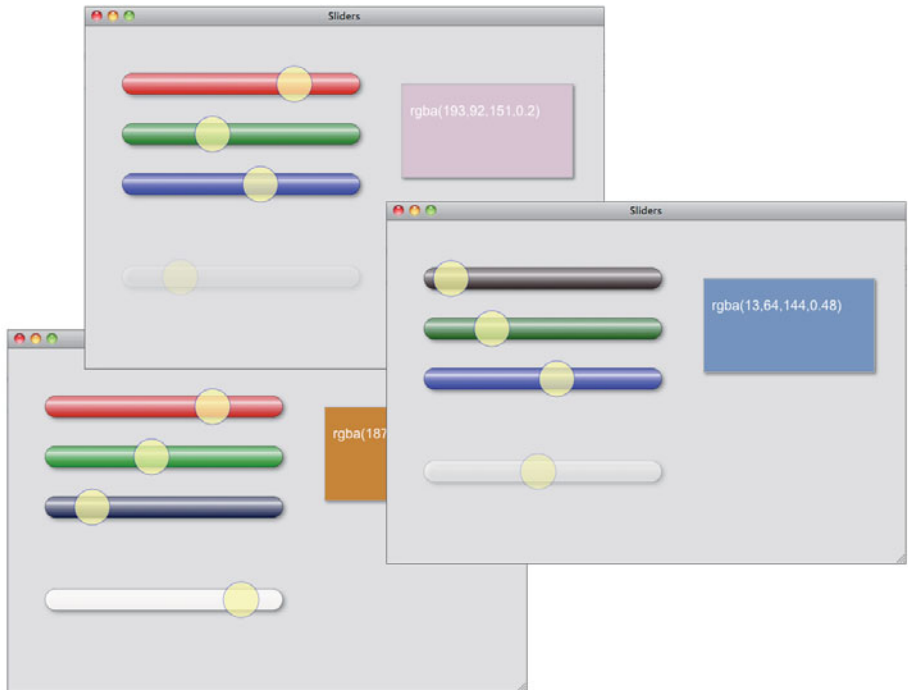 Sliders
rgba(193,92,151,0.2)
Sliders
rgba(13,64,144,0.48)
rgba(187